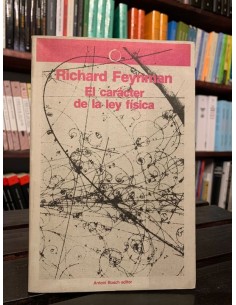 Richard Feynman
El carácter
de la ley física
Antoni Bosch editor